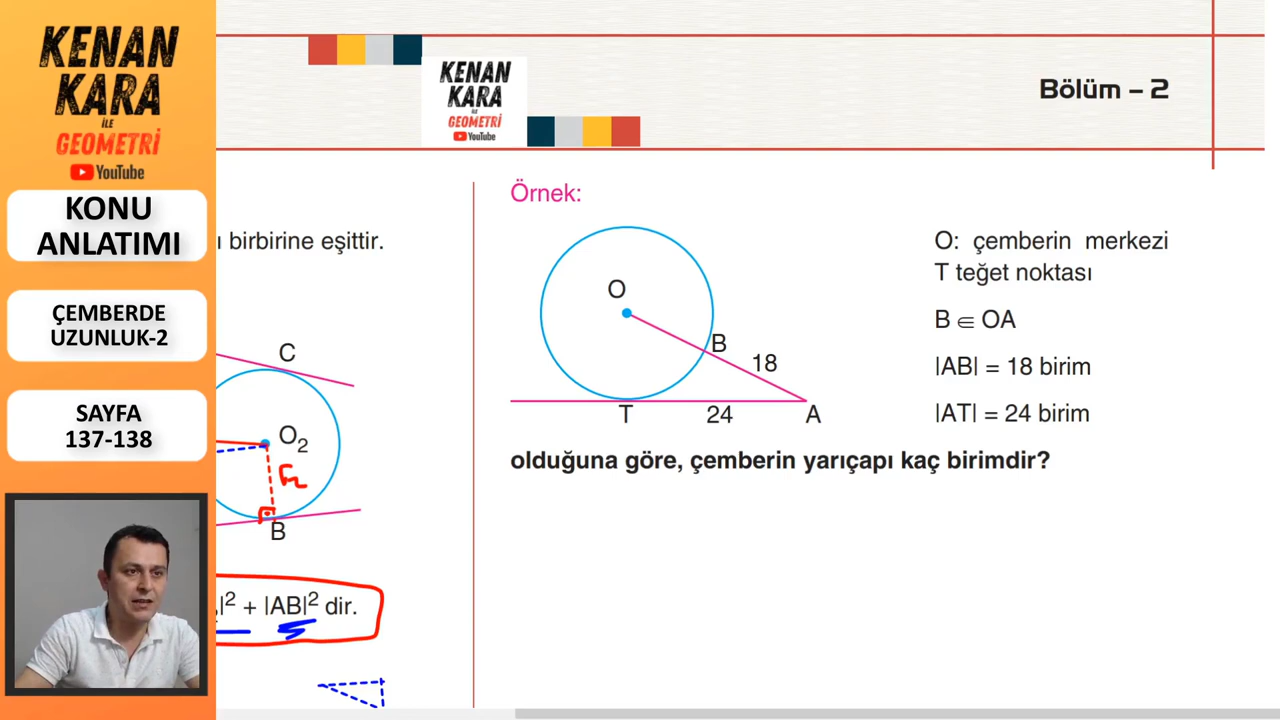 KENAN
KARA
İLE
GEOMETRİ
YouTube
KONU
ANLATIMI
ÇEMBERDE
UZUNLUK-2
SAYFA
137-138
KENAN
KARA
İLE
GEOMETRİ
YouTube
Bölüm – 2
birbirine eşittir.
C
O2
r2
B
|2 + |AB|2 dir.
Örnek:
O
B
18
T
24
A
O: çemberin merkezi
T teğet noktası
B ∈ OA
|AB| = 18 birim
|AT| = 24 birim
olduğuna göre, çemberin yarıçapı kaç birimdir?